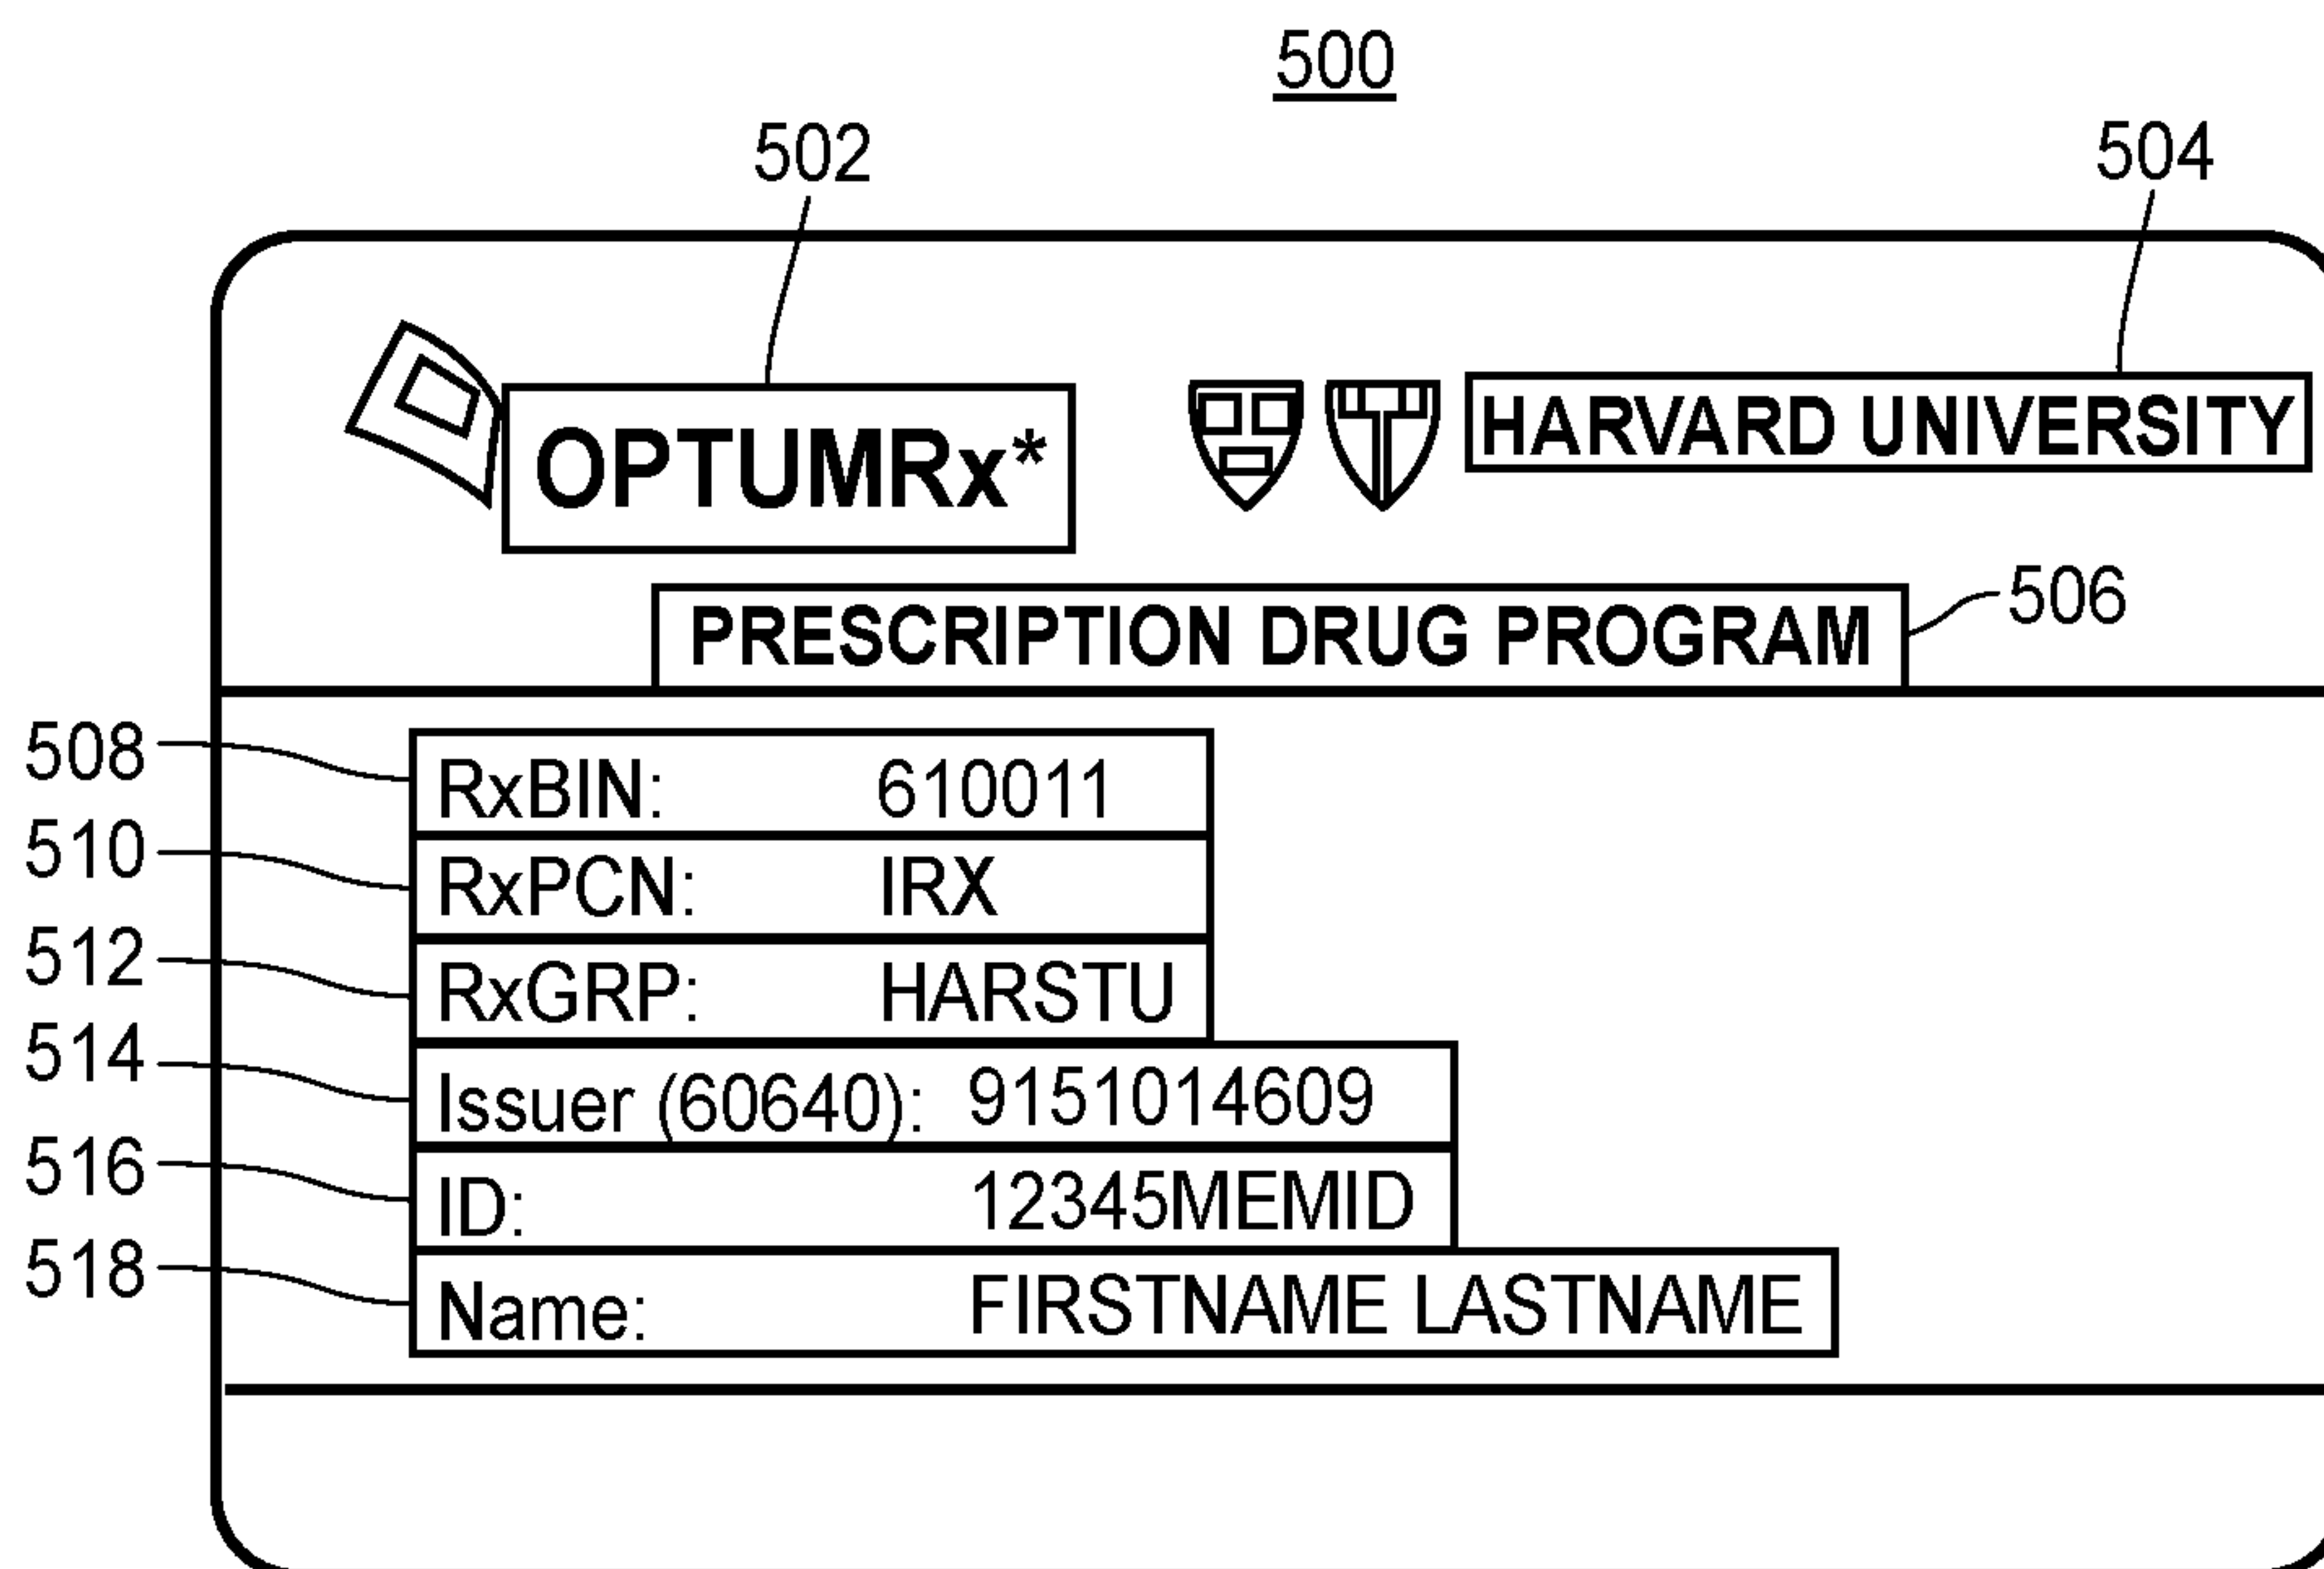 500
502
504
OPTUMRx*
HARVARD UNIVERSITY
PRESCRIPTION DRUG PROGRAM
506
508
RxBIN: 610011
510
RxPCN: IRX
512
RxGRP: HARSTU
514
Issuer (60640): 9151014609
516
ID: 12345MEMID
518
Name: FIRSTNAME LASTNAME